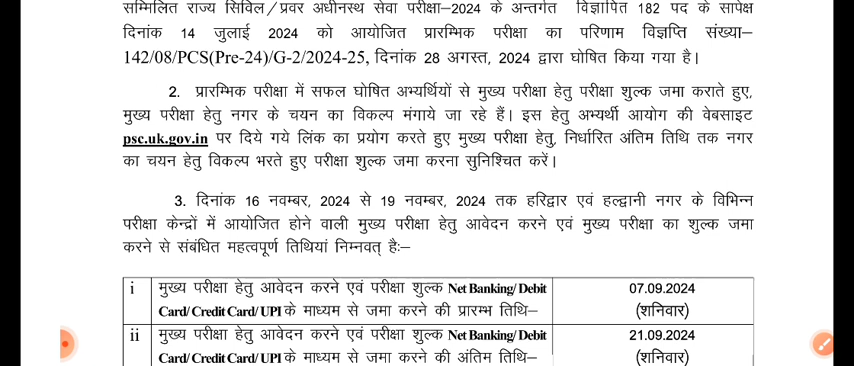 सम्मिलित राज्य सिविल/प्रवर अधीनस्थ सेवा परीक्षा–2024 के अन्तर्गत विज्ञापित 182 पद के सापेक्ष
दिनांक 14 जुलाई 2024 को आयोजित प्रारम्भिक परीक्षा का परिणाम विज्ञप्ति संख्या–
142/08/PCS(Pre-24)/G-2/2024-25, दिनांक 28 अगस्त, 2024 द्वारा घोषित किया गया है।
2. प्रारम्भिक परीक्षा में सफल घोषित अभ्यर्थियों से मुख्य परीक्षा हेतु परीक्षा शुल्क जमा कराते हुए,
मुख्य परीक्षा हेतु नगर के चयन का विकल्प मंगाये जा रहे हैं। इस हेतु अभ्यर्थी आयोग की वेबसाइट
psc.uk.gov.in पर दिये गये लिंक का प्रयोग करते हुए मुख्य परीक्षा हेतु, निर्धारित अंतिम तिथि तक नगर
का चयन हेतु विकल्प भरते हुए परीक्षा शुल्क जमा करना सुनिश्चित करें।
3. दिनांक 16 नवम्बर, 2024 से 19 नवम्बर, 2024 तक हरिद्वार एवं हल्द्वानी नगर के विभिन्न
परीक्षा केन्द्रों में आयोजित होने वाली मुख्य परीक्षा हेतु आवेदन करने एवं मुख्य परीक्षा का शुल्क जमा
करने से संबंधित महत्वपूर्ण तिथियां निम्नवत् है:–
i मुख्य परीक्षा हेतु आवेदन करने एवं परीक्षा शुल्क Net Banking/ Debit 07.09.2024
Card/ Credit Card/ UPI के माध्यम से जमा करने की प्रारम्भ तिथि– (शनिवार)
ii मुख्य परीक्षा हेतु आवेदन करने एवं परीक्षा शुल्क Net Banking/ Debit 21.09.2024
Card/ Credit Card/ UPI के माध्यम से जमा करने की अंतिम तिथि– (शनिवार)